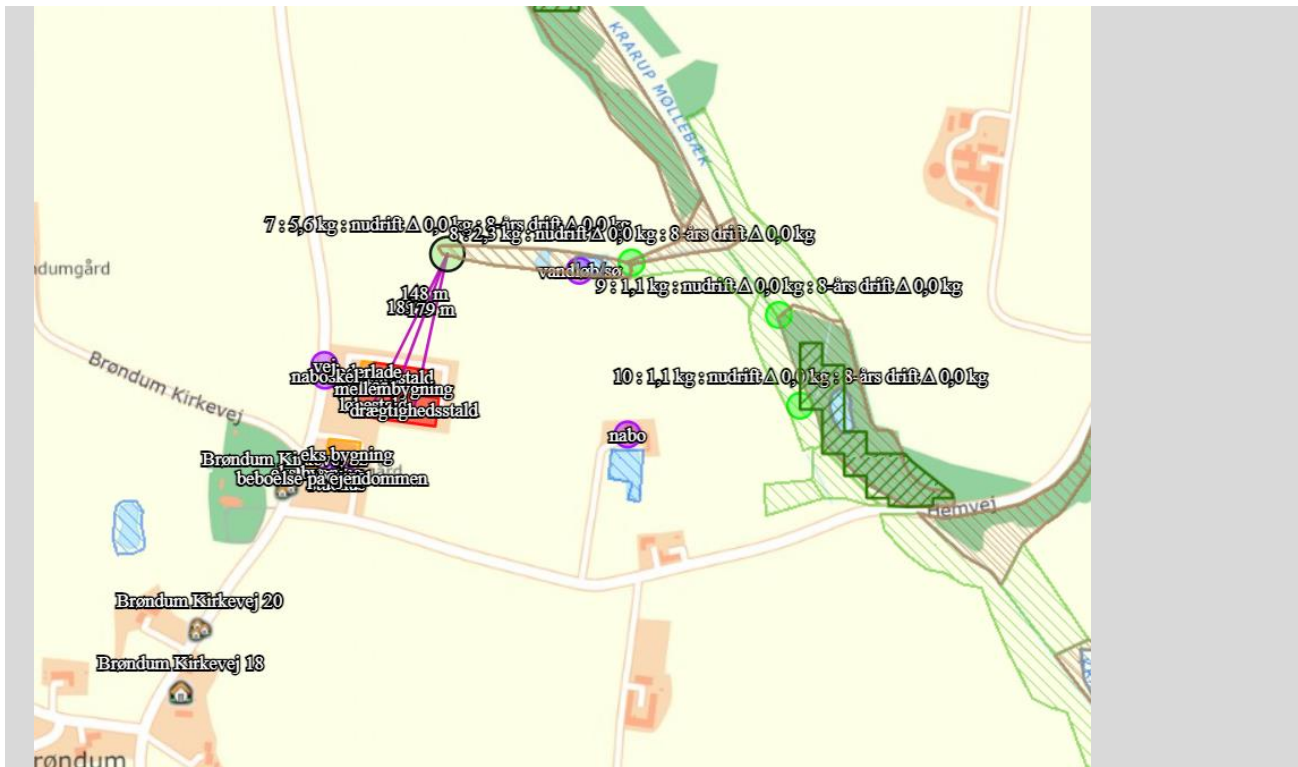 KRARUP MØLLEBÆK
7 : 5,6 kg : nudrift Δ 0,0 kg : 8-års drift Δ 0,0 kg
8 : 2,3 kg : nudrift Δ 0,0 kg : 8-års drift Δ 0,0 kg
ndumgård
vandløb/sø
9 : 1,1 kg : nudrift Δ 0,0 kg : 8-års drift Δ 0,0 kg
148 m
179 m
Brøndum Kirkevej
vej
mellembygning
10 : 1,1 kg : nudrift Δ 0,0 kg : 8-års drift Δ 0,0 kg
drægtighedsstald
nabo
eks bygning
beboelse på ejendommen
Hemvej
Brøndum Kirkevej 20
Brøndum Kirkevej 18
røndum